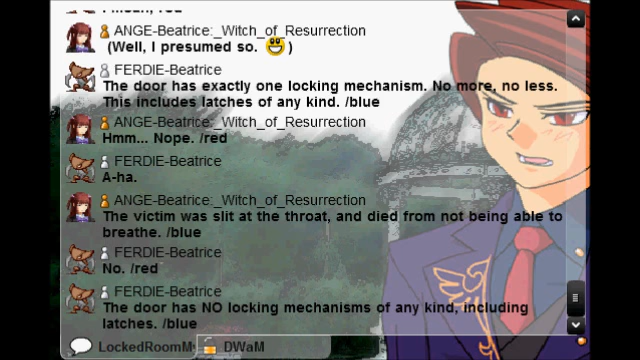 I mean, red
ANGE-Beatrice:_Witch_of_Resurrection
(Well, I presumed so. )
FERDIE-Beatrice
The door has exactly one locking mechanism. No more, no less.
This includes latches of any kind. /blue
ANGE-Beatrice:_Witch_of_Resurrection
Hmm... Nope. /red
FERDIE-Beatrice
A-ha.
ANGE-Beatrice:_Witch_of_Resurrection
The victim was slit at the throat, and died from not being able to
breathe. /blue
FERDIE-Beatrice
No. /red
FERDIE-Beatrice
The door has NO locking mechanisms of any kind, including
latches. /blue
LockedRoomMy
DWaM